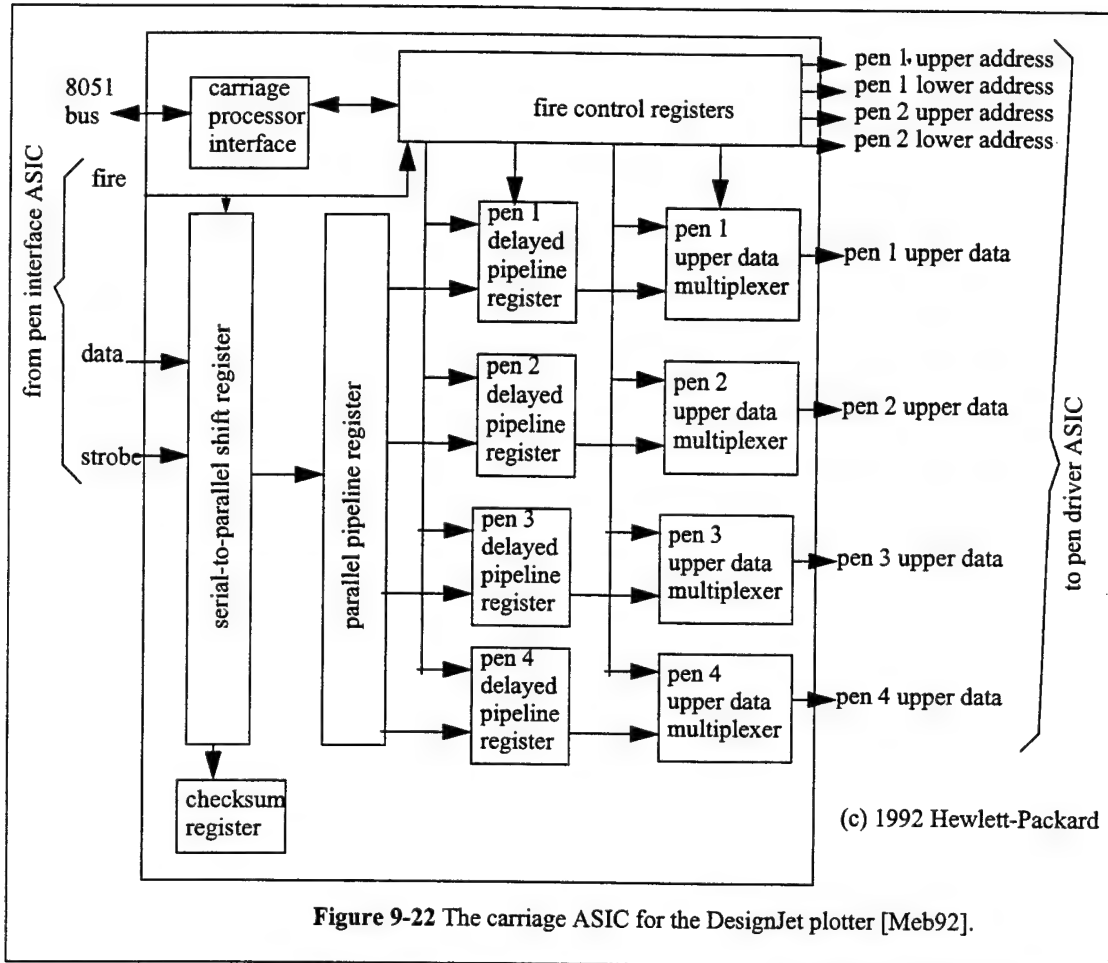 8051
bus
carriage
processor
interface
fire control registers
pen 1 upper address
pen 1 lower address
pen 2 upper address
pen 2 lower address
from pen interface ASIC
fire
data
strobe
serial-to-parallel shift register
parallel pipeline register
pen 1
delayed
pipeline
register
pen 1
upper data
multiplexer
pen 1 upper data
pen 2
delayed
pipeline
register
pen 2
upper data
multiplexer
pen 2 upper data
pen 3
delayed
pipeline
register
pen 3
upper data
multiplexer
pen 3 upper data
pen 4
delayed
pipeline
register
pen 4
upper data
multiplexer
pen 4 upper data
to pen driver ASIC
checksum
register
(c) 1992 Hewlett-Packard
Figure 9-22 The carriage ASIC for the DesignJet plotter [Meb92].